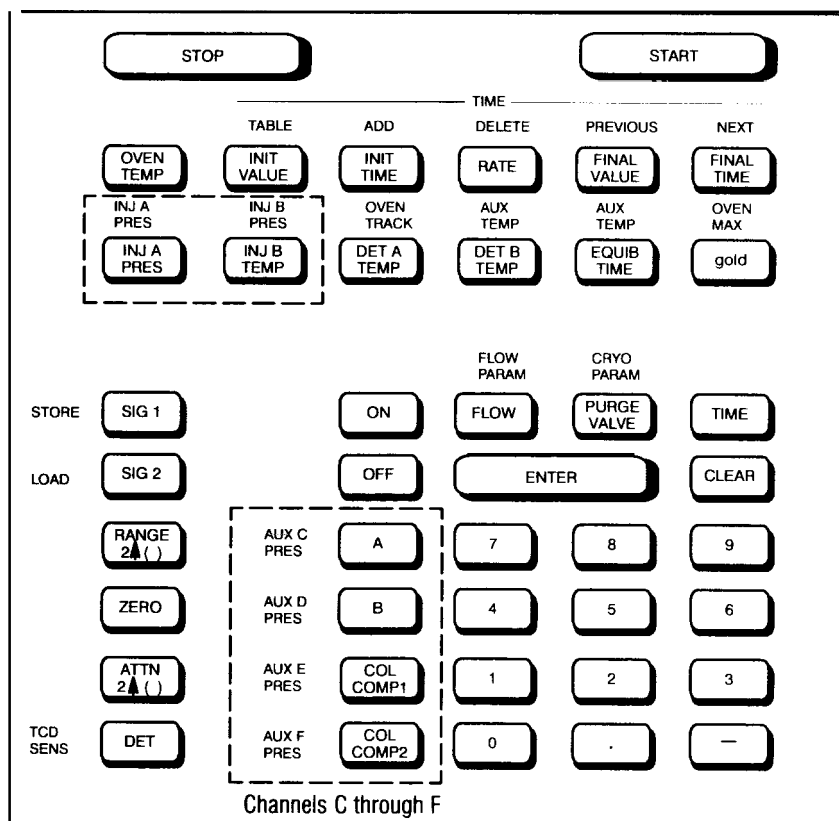 STOP START
TIME
TABLE ADD DELETE PREVIOUS NEXT
OVEN TEMP INIT VALUE INIT TIME RATE FINAL VALUE FINAL TIME
INJ A PRES INJ B PRES OVEN TRACK AUX TEMP AUX TEMP OVEN MAX
INJ A PRES INJ B TEMP DET A TEMP DET B TEMP EQUIB TIME gold
FLOW PARAM CRYO PARAM
STORE SIG 1 ON FLOW PURGE VALVE TIME
LOAD SIG 2 OFF ENTER CLEAR
RANGE 2 ( ) AUX C PRES A 7 8 9
ZERO AUX D PRES B 4 5 6
ATTN 2 ( ) AUX E PRES COL COMP1 1 2 3
TCD SENS DET AUX F PRES COL COMP2 0 . —
Channels C through F